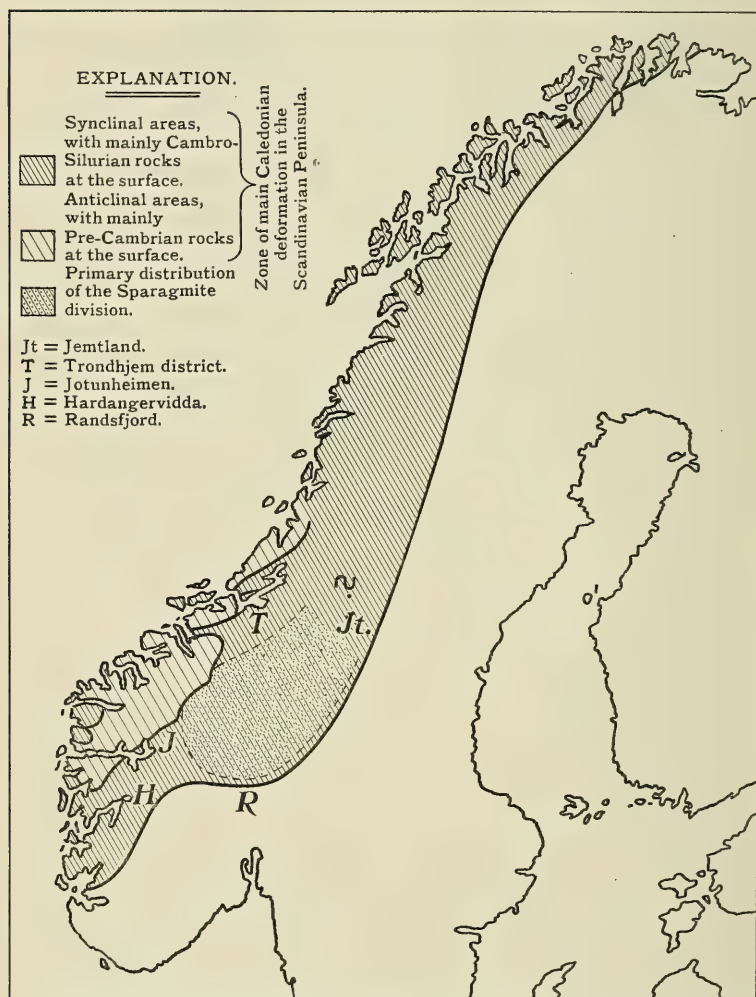 EXPLANATION.
Synclinal areas,
with mainly Cambro-
Silurian rocks
at the surface.
Anticlinal areas,
with mainly
Pre-Cambrian rocks
at the surface.
Primary distribution
of the Sparagmite
division.
Zone of main Caledonian
deformation in the
Scandinavian Peninsula.
Jt = Jemtland.
T = Trondhjem district.
J = Jotunheimen.
H = Hardangervidda.
R = Randsfjord.
?
T
Jt.
J
H
R